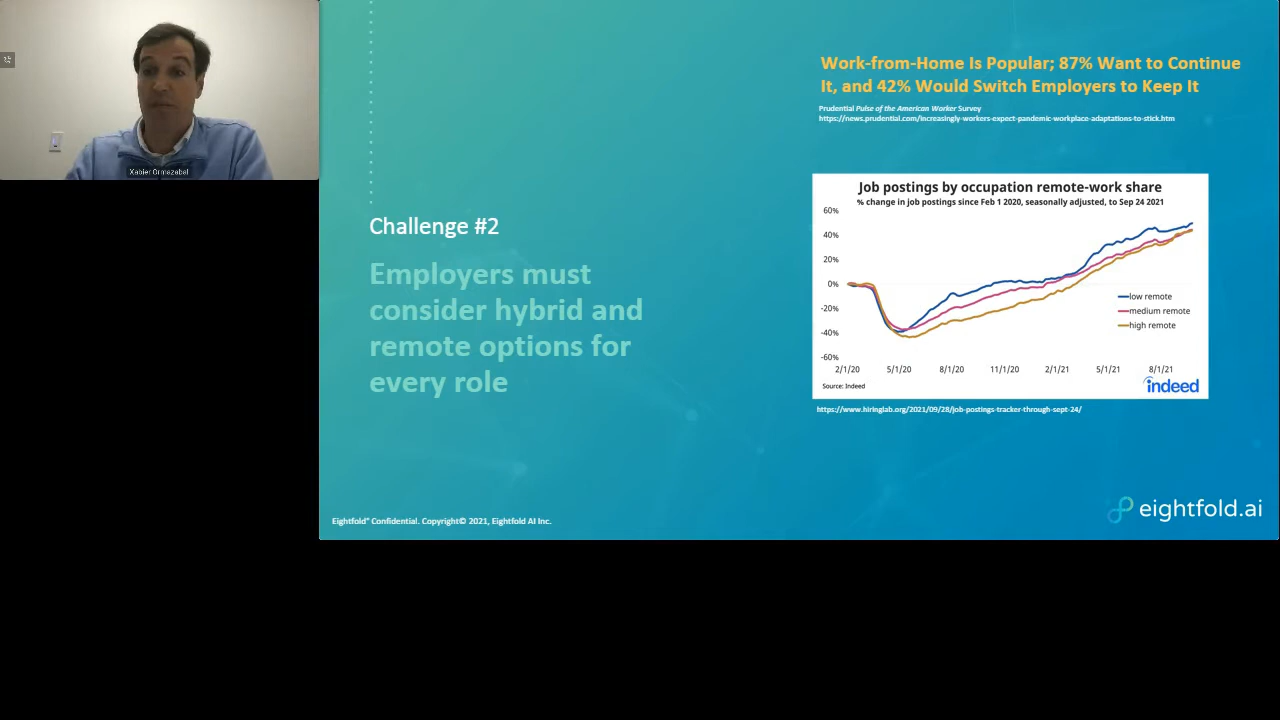 Xabier Ormazabal
Work-from-Home Is Popular; 87% Want to Continue
It, and 42% Would Switch Employers to Keep It
Prudential Pulse of the American Worker Survey
https://news.prudential.com/increasingly-workers-expect-pandemic-workplace-adaptations-to-stick.htm
Challenge #2
Employers must
consider hybrid and
remote options for
every role
Job postings by occupation remote-work share
% change in job postings since Feb 1 2020, seasonally adjusted, to Sep 24 2021
60%
40%
20%
0%
-20%
-40%
-60%
low remote
medium remote
high remote
2/1/20 5/1/20 8/1/20 11/1/20 2/1/21 5/1/21 8/1/21
Source: Indeed
indeed
https://www.hiringlab.org/2021/09/28/job-postings-tracker-through-sept-24/
Eightfold® Confidential. Copyright© 2021, Eightfold AI Inc.
eightfold.ai